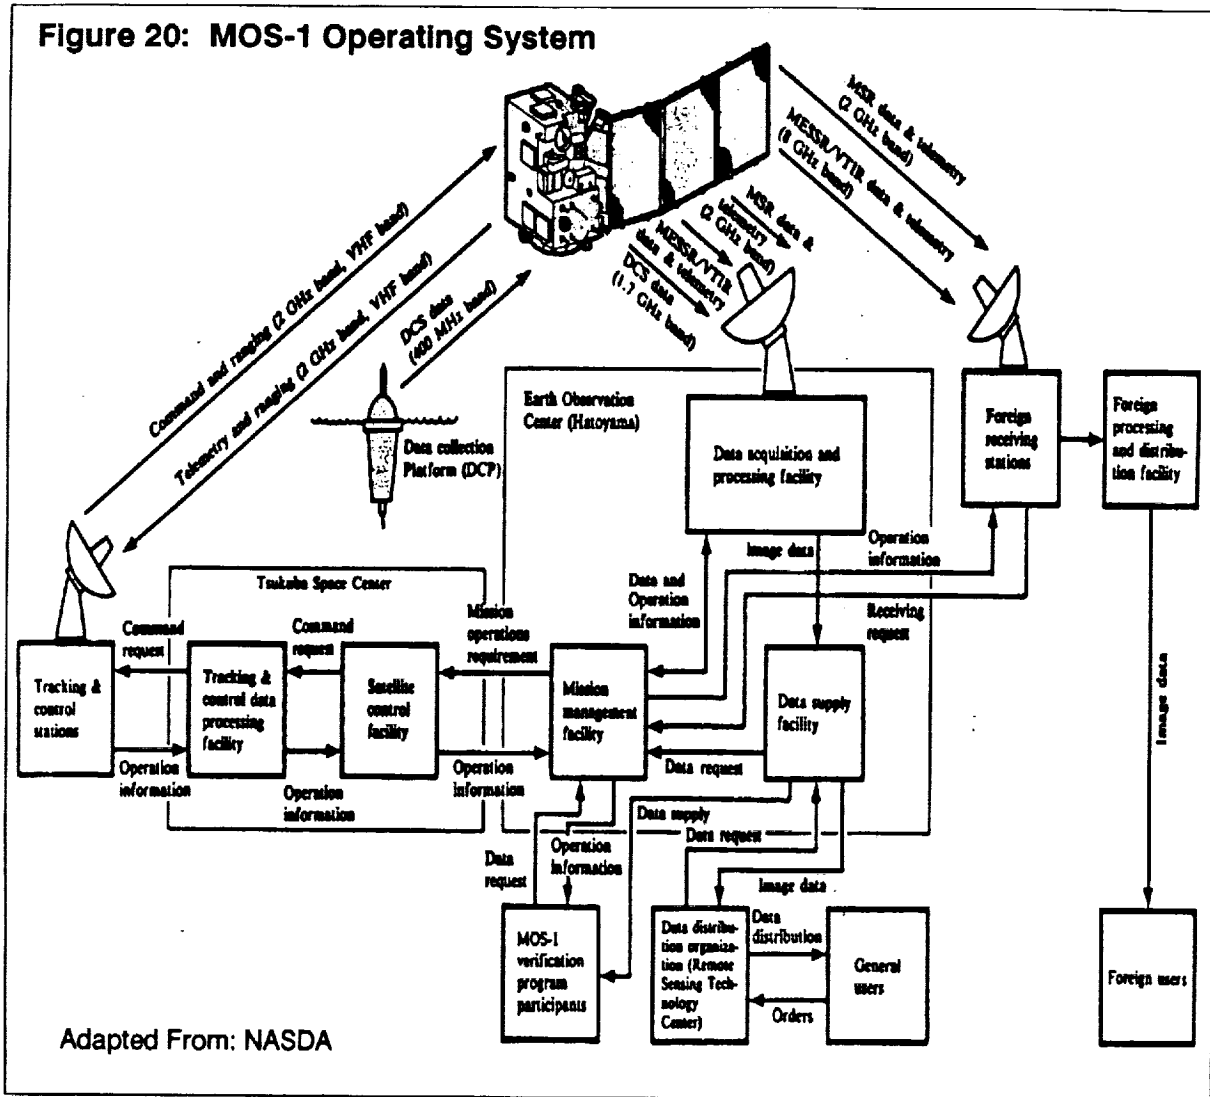 Figure 20: MOS-1 Operating System
MSR data & telemetry
(2 GHz band)
MESSR/VTIR data & telemetry
(8 GHz band)
MSR data &
telemetry
(2 GHz band)
MESSR/VTIR
data & telemetry
DCS data
(1.7 GHz band)
Command and ranging (2 GHz band, VHF band)
Telemetry and ranging (2 GHz band, VHF band)
DCS data
(400 MHz band)
Data collection
Platform (DCP)
Earth Observation
Center (Hatoyama)
Data acquisition and
processing facility
Foreign
receiving
stations
Foreign
processing
and distribu-
tion facility
Image data
Operation
information
Data and
Operation
information
Receiving
request
Tsukuba Space Center
Command
request
Command
request
Mission
operations
requirement
Tracking &
control
stations
Tracking &
control data
processing
facility
Satellite
control
facility
Mission
management
facility
Data supply
facility
Image data
Operation
information
Operation
information
Operation
information
Data request
Data supply
Data request
Data
request
Operation
information
Image data
MOS-1
verification
program
participants
Data distribu-
tion organiza-
tion (Remote
Sensing Tech-
nology
Center)
Data
distribution
Orders
General
users
Foreign users
Adapted From: NASDA